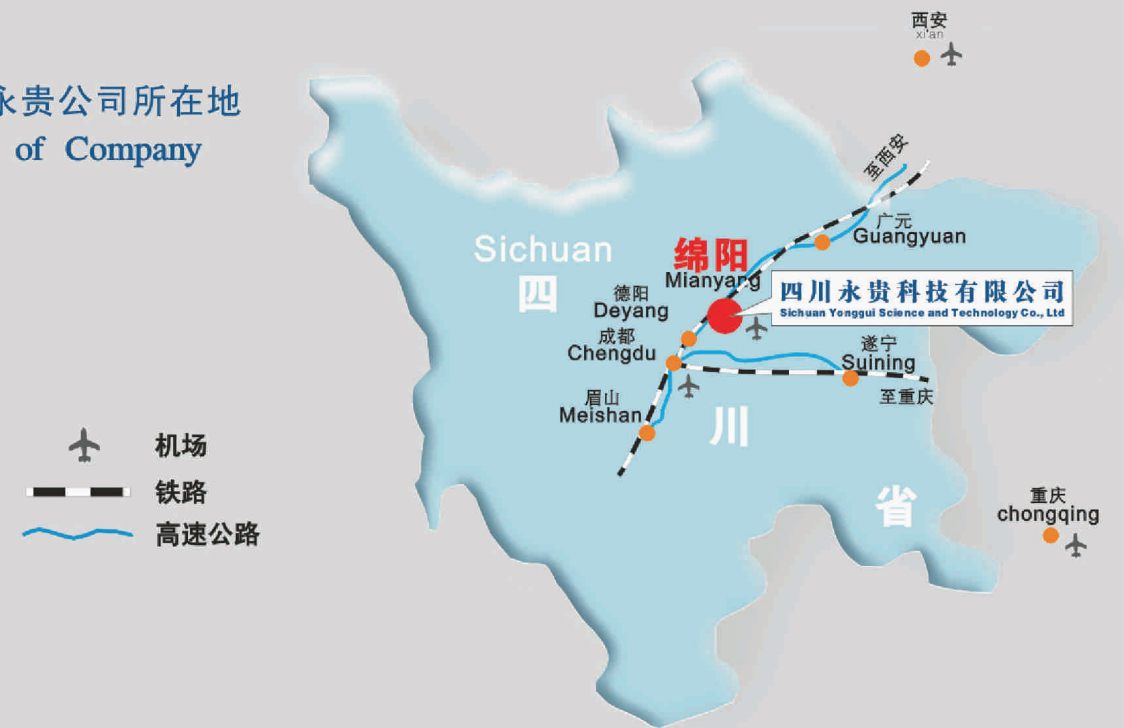 永贵公司所在地
of Company
西安
xi'an
至西安
广元
Guangyuan
Sichuan
绵阳
Mianyang
四
德阳
Deyang
四川永贵科技有限公司
Sichuan Yonggui Science and Technology Co., Ltd
成都
Chengdu
遂宁
Suining
至重庆
眉山
Meishan
川
机场
铁路
高速公路
省
重庆
chongqing